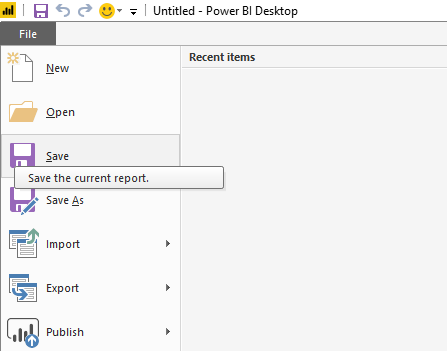 Untitled - Power BI Desktop
File
Recent items
New
Open
Save
Save the current report.
Save As
Import
Export
Publish